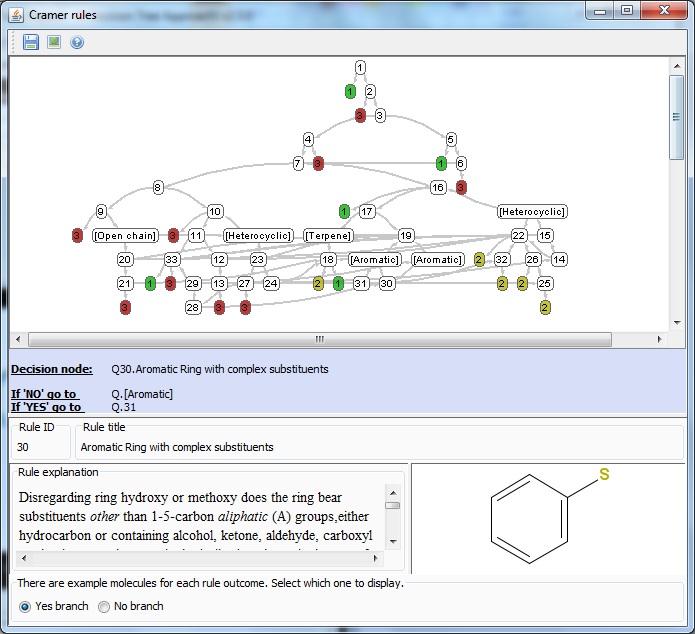 Cramer rules
1
1 2
3 3
4 5
7 3 1 6
8 16 3
9 10 1 17 [Heterocyclic]
3 [Open chain] 3 11 [Heterocyclic] [Terpene] 19 22 15
20 33 12 23 18 [Aromatic] [Aromatic] 2 32 26 14
21 1 3 29 13 27 24 2 1 31 30 2 2 25
3 28 3 3 2
Decision node: Q30.Aromatic Ring with complex substituents
If 'NO' go to Q.[Aromatic]
If 'YES' go to Q.31
Rule ID Rule title
30 Aromatic Ring with complex substituents
Rule explanation
Disregarding ring hydroxy or methoxy does the ring bear
substituents other than 1-5-carbon aliphatic (A) groups,either
hydrocarbon or containing alcohol, ketone, aldehyde, carboxyl
S
There are example molecules for each rule outcome. Select which one to display.
Yes branch No branch